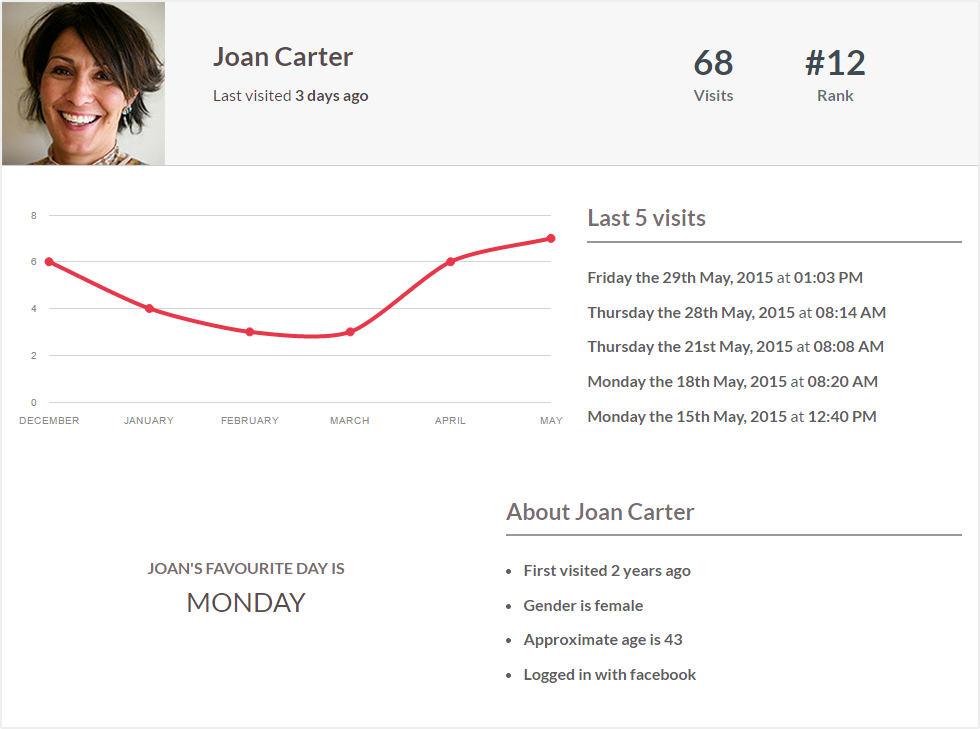 Joan Carter
Last visited 3 days ago
68
Visits
#12
Rank
8
6
4
2
0
DECEMBER JANUARY FEBRUARY MARCH APRIL MAY
Last 5 visits
Friday the 29th May, 2015 at 01:03 PM
Thursday the 28th May, 2015 at 08:14 AM
Thursday the 21st May, 2015 at 08:08 AM
Monday the 18th May, 2015 at 08:20 AM
Monday the 15th May, 2015 at 12:40 PM
JOAN'S FAVOURITE DAY IS
MONDAY
About Joan Carter
• First visited 2 years ago
• Gender is female
• Approximate age is 43
• Logged in with facebook